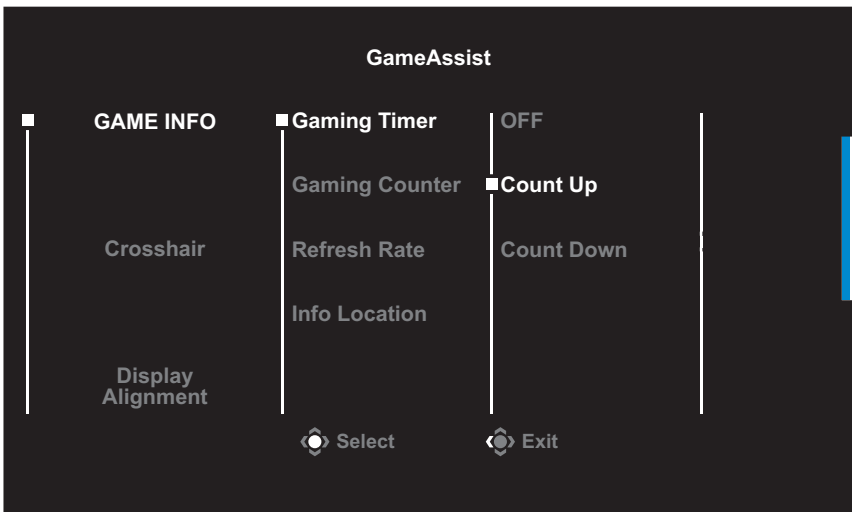 GameAssist
GAME INFO
Gaming Timer
OFF
Gaming Counter
Count Up
Crosshair
Refresh Rate
Count Down
Info Location
Display
Alignment
Select
Exit